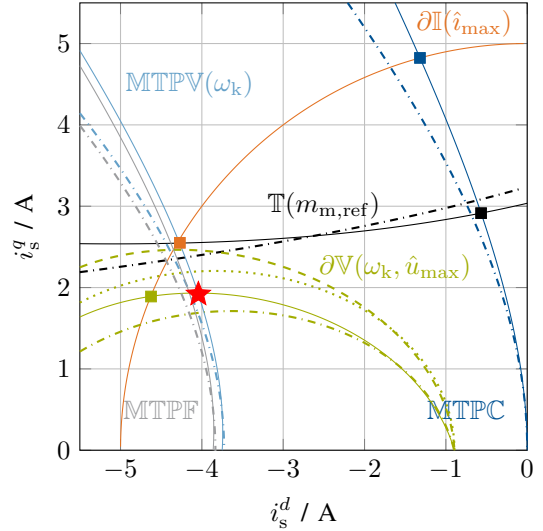 ∂𝕀(î_max)
𝕄𝕋ℙ𝕍(ω_k)
𝕋(m_m,ref)
∂𝕍(ω_k, û_max)
𝕄𝕋ℙ𝔽
𝕄𝕋ℙℂ
5
4
3
2
1
0
i_s^q / A
−5 −4 −3 −2 −1 0
i_s^d / A